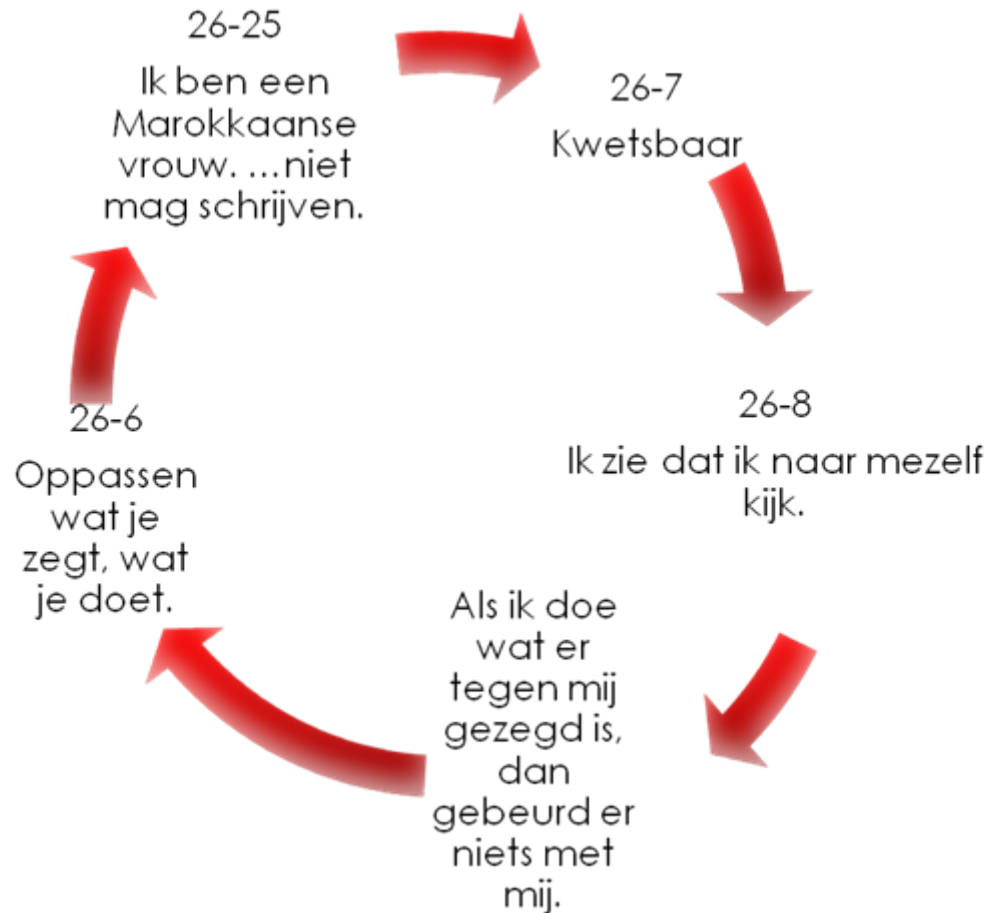 26-25
Ik ben een
Marokkaanse
vrouw. ...niet
mag schrijven.
26-7
Kwetsbaar
26-8
Ik zie dat ik naar mezelf
kijk.
Als ik doe
wat er
tegen mij
gezegd is,
dan
gebeurd er
niets met
mij.
26-6
Oppassen
wat je
zegt, wat
je doet.